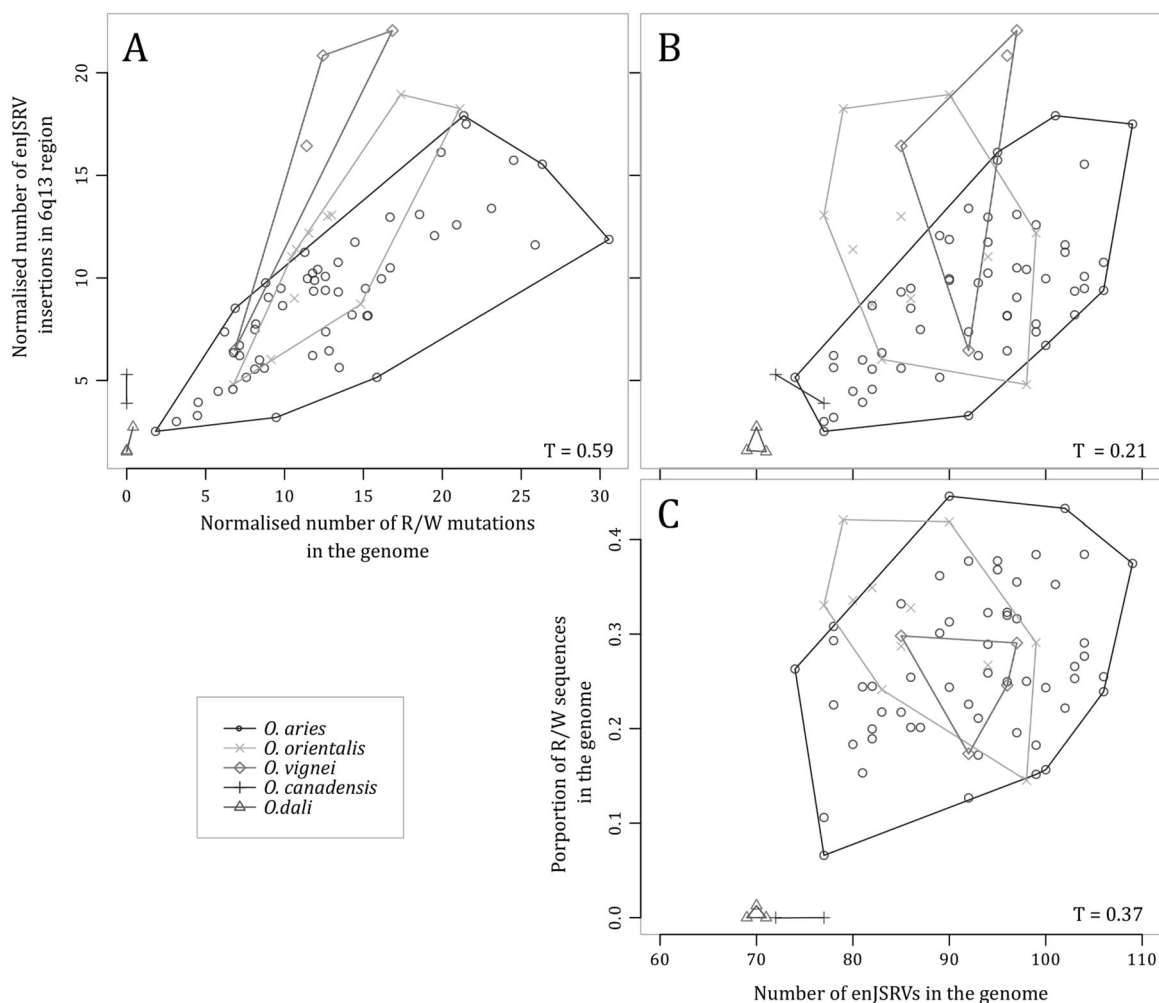 A
B
Normalised number of enJSRV
insertions in 6q13 region
20
15
10
5
T = 0.59
T = 0.21
0
5
10
15
20
25
30
Normalised number of R/W mutations
in the genome
C
Porportion of R/W sequences
in the genome
0.4
0.3
0.2
0.1
0.0
T = 0.37
O. aries
O. orientalis
O. vignei
O. canadensis
O.dali
60
70
80
90
100
110
Number of enJSRVs in the genome